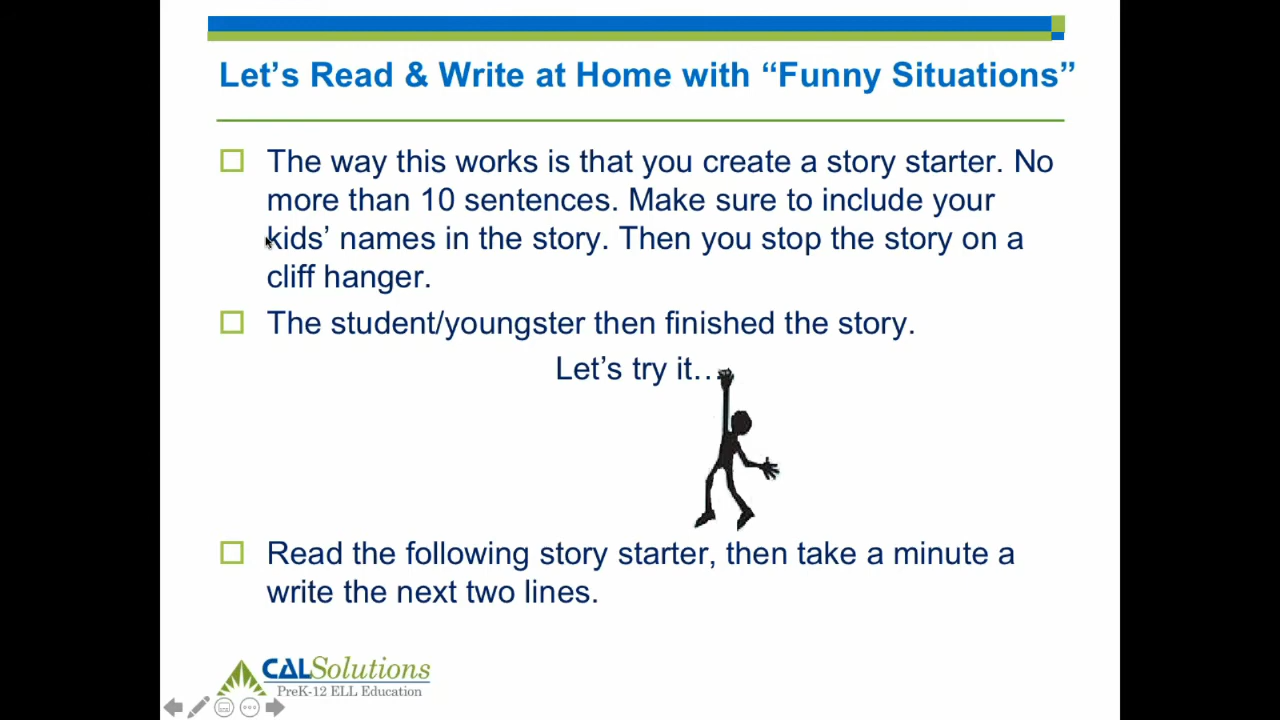 Let’s Read & Write at Home with “Funny Situations”
The way this works is that you create a story starter. No
more than 10 sentences. Make sure to include your
kids’ names in the story. Then you stop the story on a
cliff hanger.
The student/youngster then finished the story.
Let’s try it…
Read the following story starter, then take a minute a
write the next two lines.
CALSolutions
PreK-12 ELL Education